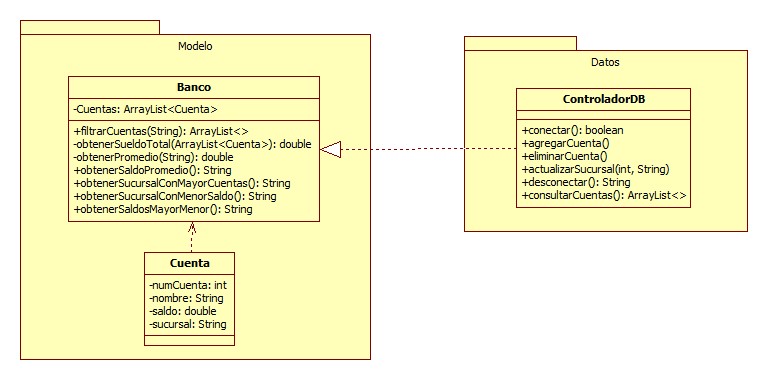 Modelo
Banco
-Cuentas: ArrayList<Cuenta>
+filtrarCuentas(String): ArrayList<>
-obtenerSueldoTotal(ArrayList<Cuenta>): double
-obtenerPromedio(String): double
+obtenerSaldoPromedio(): String
+obtenerSucursalConMayorCuentas(): String
+obtenerSucursalConMenorSaldo(): String
+obtenerSaldosMayorMenor(): String
Cuenta
-numCuenta: int
-nombre: String
-saldo: double
-sucursal: String
Datos
ControladorDB
+conectar(): boolean
+agregarCuenta()
+eliminarCuenta()
+actualizarSucursal(int, String)
+desconectar(): String
+consultarCuentas(): ArrayList<>